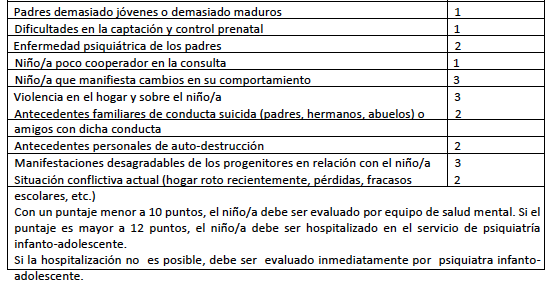 Padres demasiado jóvenes o demasiado maduros 1
Dificultades en la captación y control prenatal 1
Enfermedad psiquiátrica de los padres 2
Niño/a poco cooperador en la consulta 1
Niño/a que manifiesta cambios en su comportamiento 3
Violencia en el hogar y sobre el niño/a 3
Antecedentes familiares de conducta suicida (padres, hermanos, abuelos) o 2
amigos con dicha conducta
Antecedentes personales de auto-destrucción 2
Manifestaciones desagradables de los progenitores en relación con el niño/a 3
Situación conflictiva actual (hogar roto recientemente, pérdidas, fracasos 2
escolares, etc.)
Con un puntaje menor a 10 puntos, el niño/a debe ser evaluado por equipo de salud mental. Si el
puntaje es mayor a 12 puntos, el niño/a debe ser hospitalizado en el servicio de psiquiatría
infanto-adolescente.
Si la hospitalización no es posible, debe ser evaluado inmediatamente por psiquiatra infanto-
adolescente.